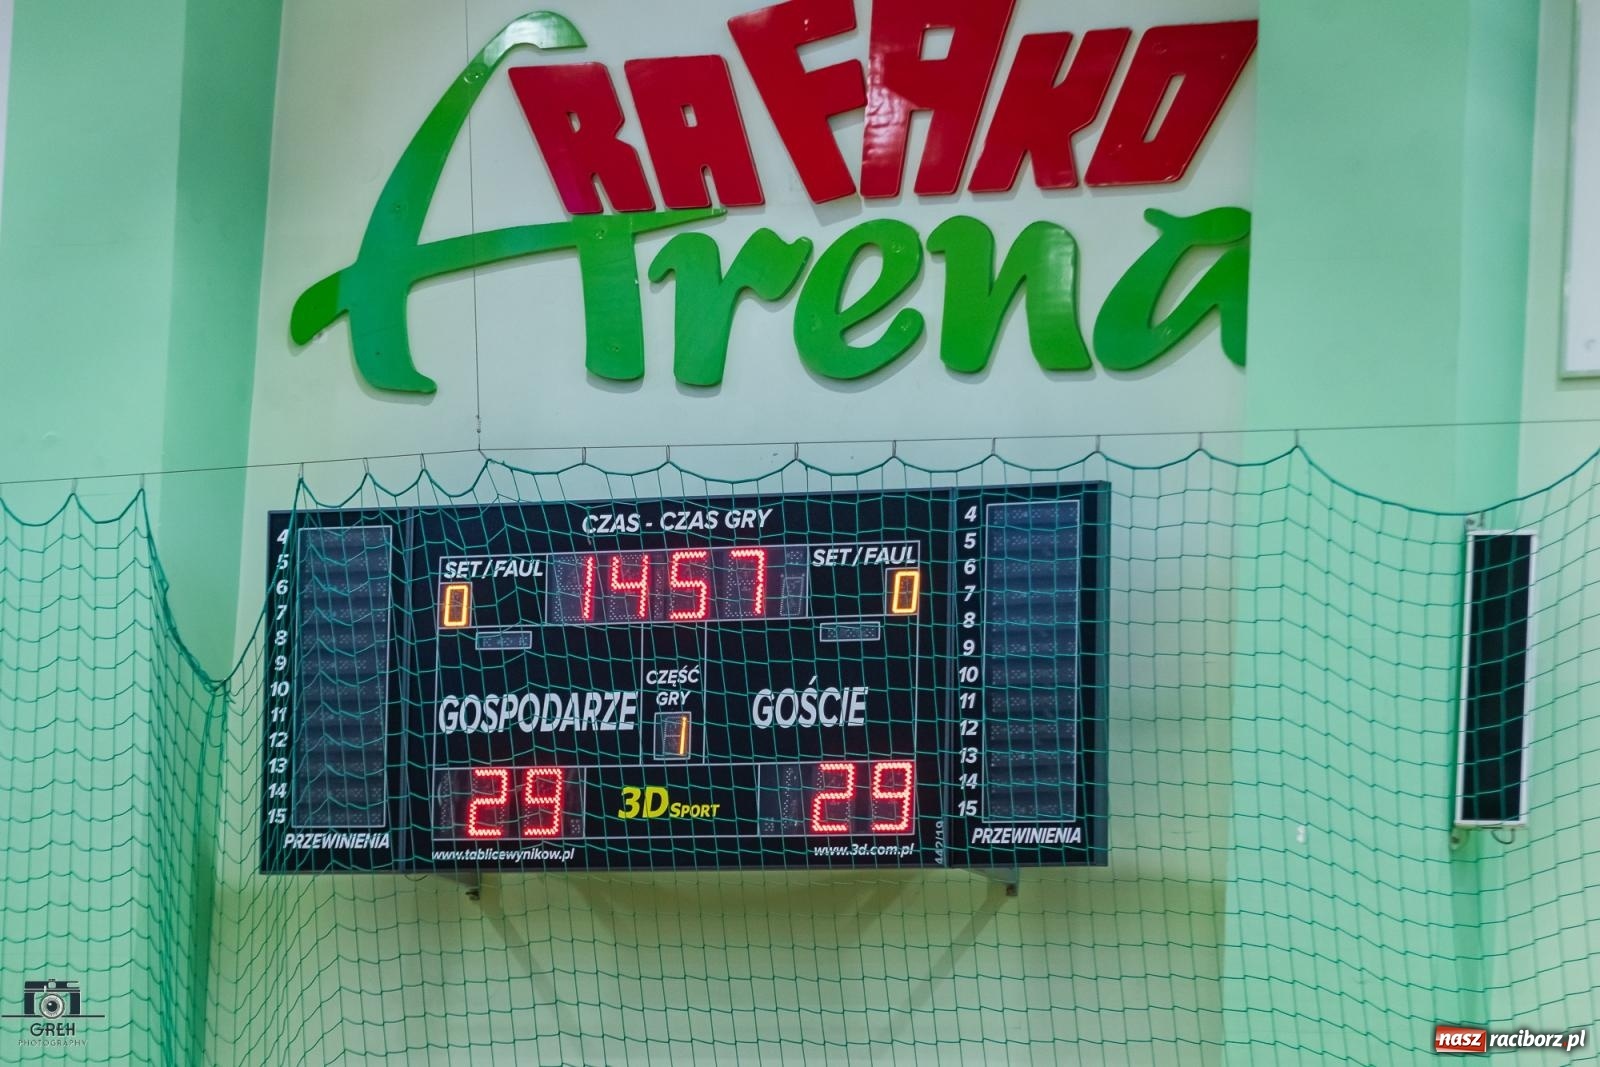 RAFAKO
Arena
CZAS - CZAS GRY
SET/FAUL 1457 SET/FAUL
0 0
GOSPODARZE CZĘŚĆ GRY GOŚCIE
1
29 3D SPORT 29
www.tablicewynikow.pl www.3d.com.pl
442/19
4 4
5 5
6 6
7 7
8 8
9 9
10 10
11 11
12 12
13 13
14 14
15 15
PRZEWINIENIA PRZEWINIENIA
GREH
PHOTOGRAPHY
nasz raciborz.pl